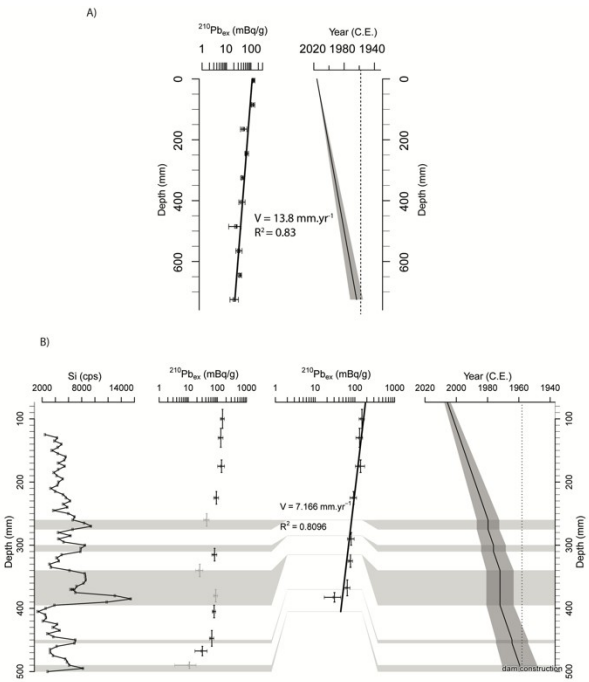 A)
210Pbex (mBq/g)
1 10 100
Year (C.E.)
2020 1980 1940
Depth (mm)
0 200 400 600
V = 13.8 mm.yr-1
R2 = 0.83
0 200 400 600
Depth (mm)
B)
Si (cps)
2000 8000 14000
210Pbex (mBq/g)
1 10 100 1000
210Pbex (mBq/g)
1 10 100 1000
Year (C.E.)
2020 2000 1980 1960 1940
Depth (mm)
100 200 300 400 500
V = 7.166 mm.yr-1
R2 = 0.8096
dam construction
100 200 300 400 500
Depth (mm)